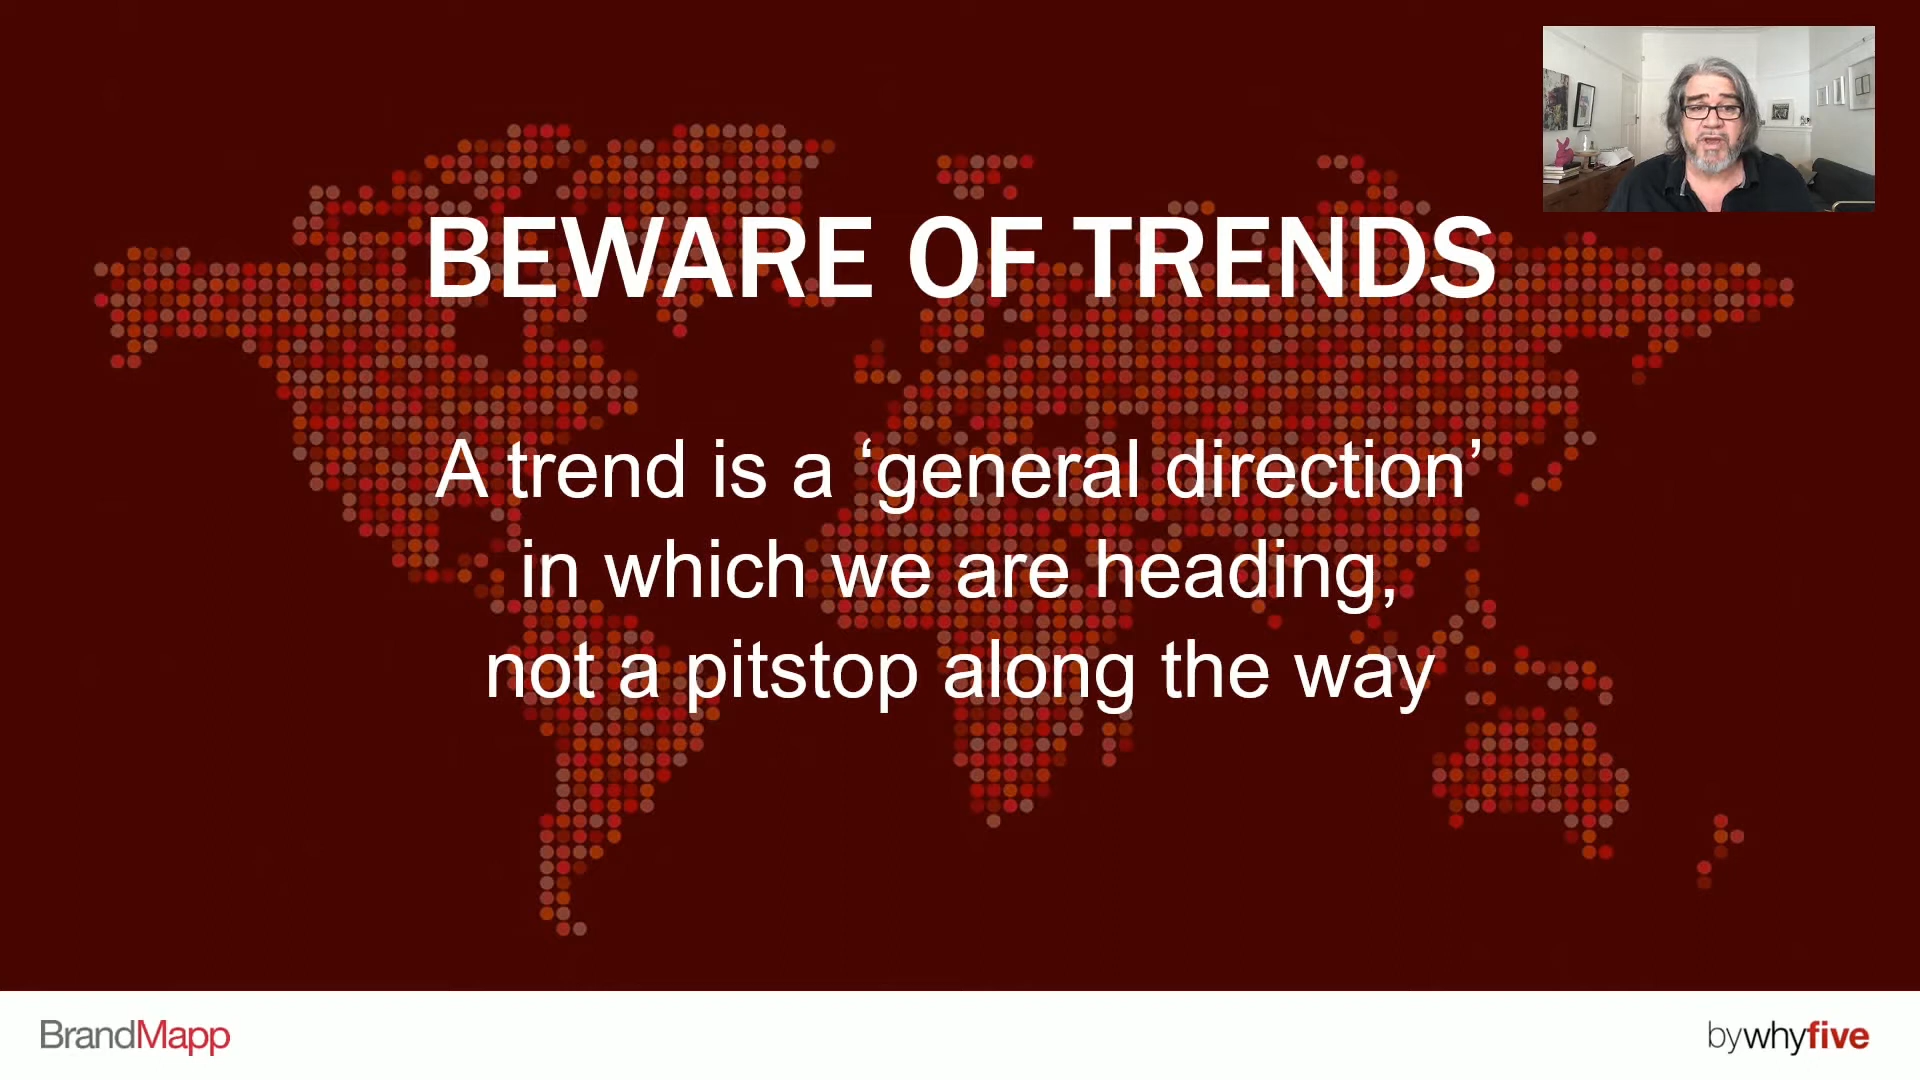 BEWARE OF TRENDS
A trend is a ‘general direction’
in which we are heading,
not a pitstop along the way
BrandMapp
bywhyfive